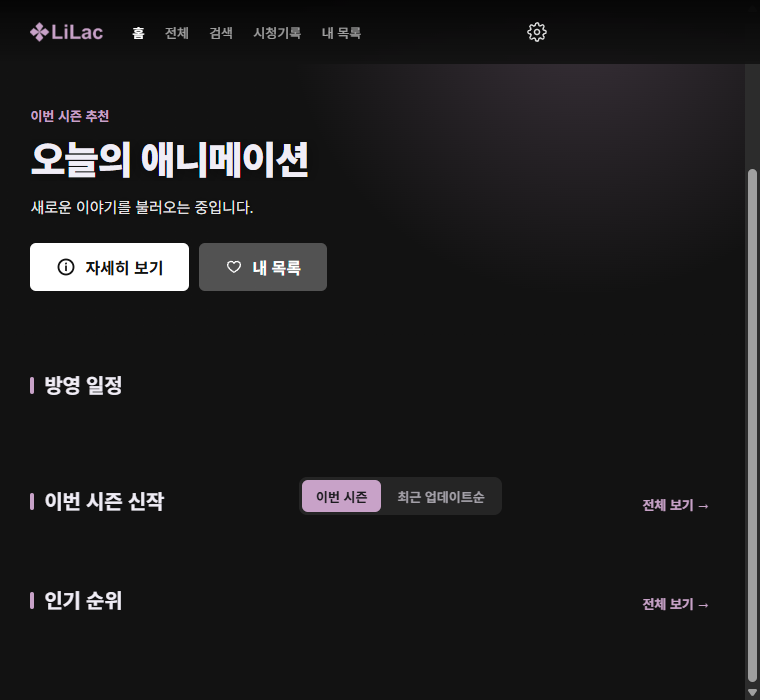 LiLac 홈 전체 검색 시청기록 내 목록
이번 시즌 추천
오늘의 애니메이션
새로운 이야기를 불러오는 중입니다.
자세히 보기 내 목록
방영 일정
이번 시즌 신작 이번 시즌 최근 업데이트순 전체 보기 →
인기 순위 전체 보기 →